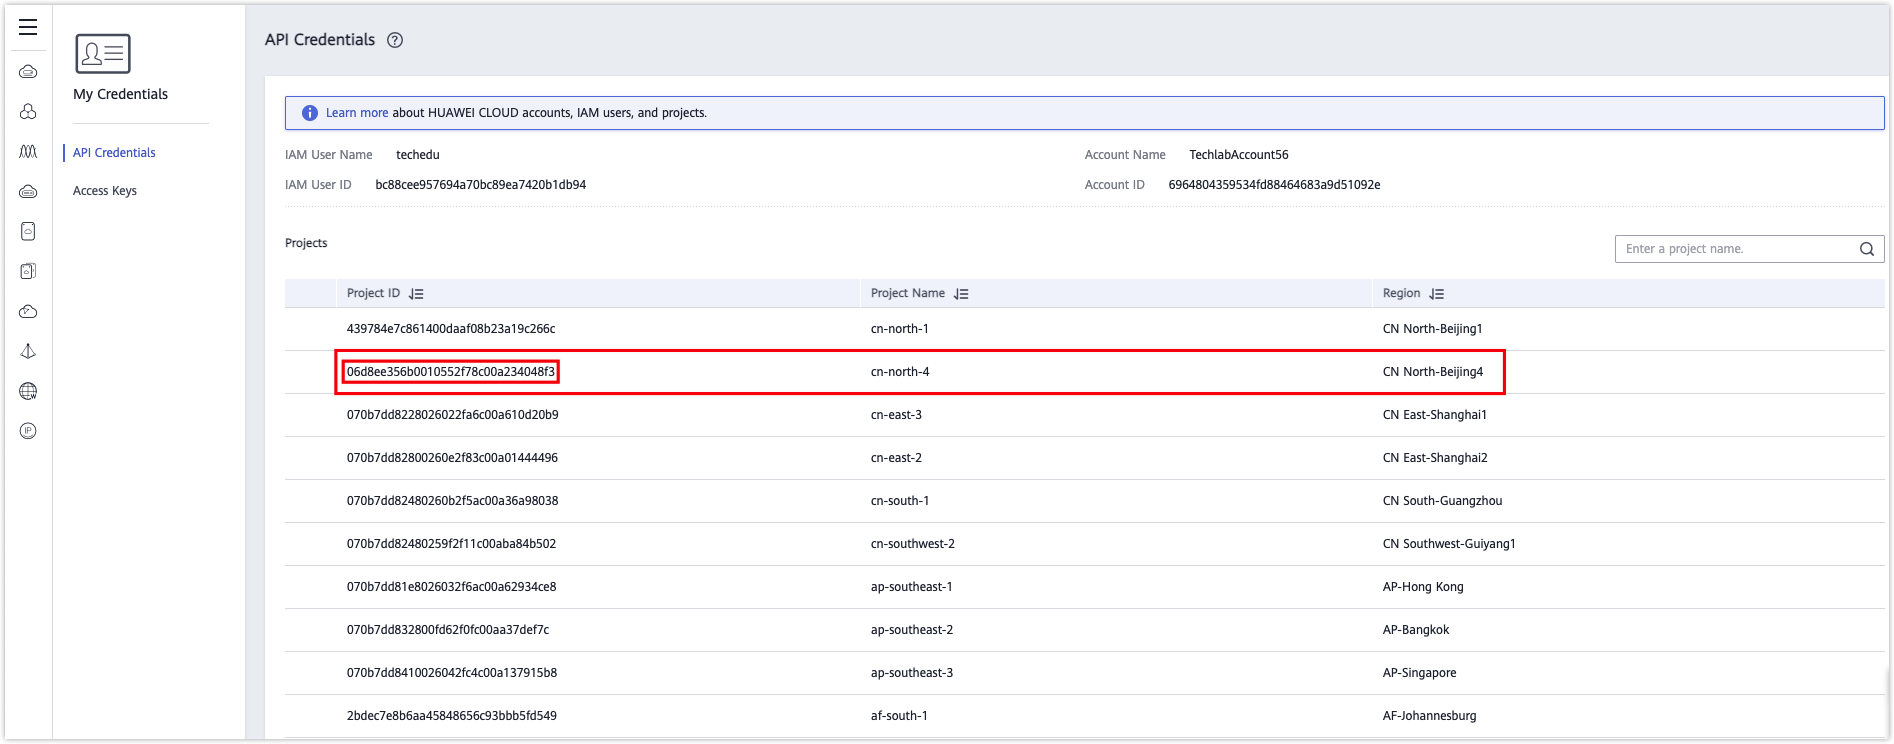 API Credentials
My Credentials
API Credentials
Access Keys
Learn more about HUAWEI CLOUD accounts, IAM users, and projects.
IAM User Name techedu Account Name TechlabAccount56
IAM User ID bc88cee957694a70bc89ea7420b1db94 Account ID 6964804359534fd88464683a9d51092e
Projects
Enter a project name.
Project ID Project Name Region
439784e7c861400daaf08b23a19c266c cn-north-1 CN North-Beijing1
06d8ee356b0010552f78c00a234048f3 cn-north-4 CN North-Beijing4
070b7dd8228026022fa6c00a610d20b9 cn-east-3 CN East-Shanghai1
070b7dd82800260e2f83c00a01444496 cn-east-2 CN East-Shanghai2
070b7dd82480260b2f5ac00a36a98038 cn-south-1 CN South-Guangzhou
070b7dd82480259f2f11c00aba84b502 cn-southwest-2 CN Southwest-Guiyang1
070b7dd81e8026032f6ac00a62934ce8 ap-southeast-1 AP-Hong Kong
070b7dd832800fd62f0fc00aa37def7c ap-southeast-2 AP-Bangkok
070b7dd8410026042fc4c00a137915b8 ap-southeast-3 AP-Singapore
2bdec7e8b6aa45848656c93bbb5fd549 af-south-1 AF-Johannesburg
IP